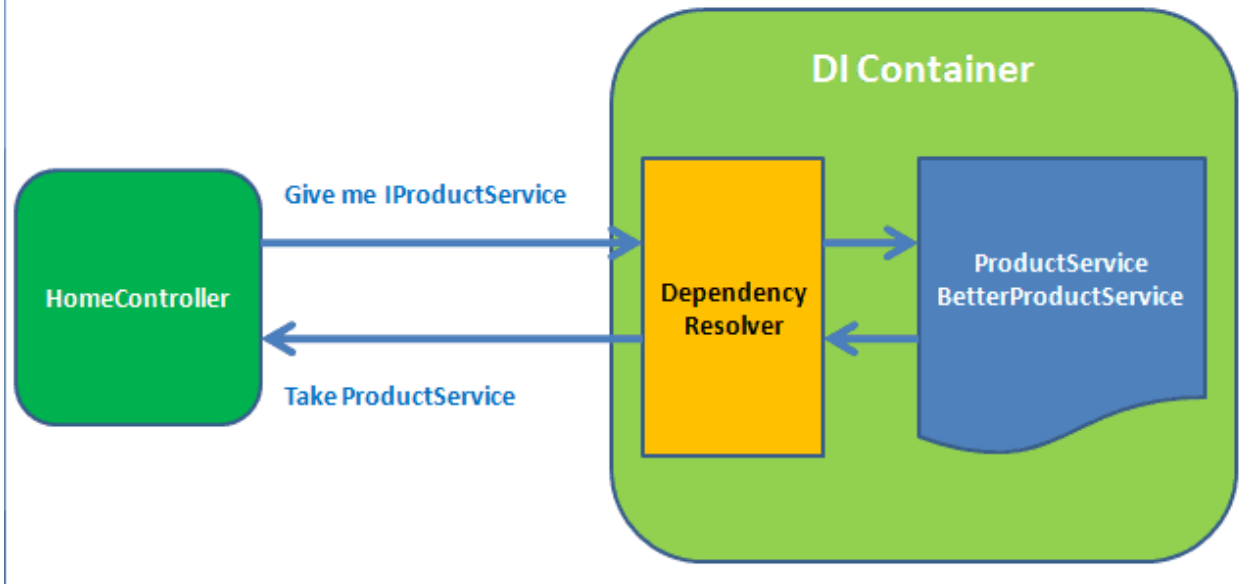 DI Container
Give me IProductService
HomeController
Take ProductService
Dependency
Resolver
ProductService
BetterProductService